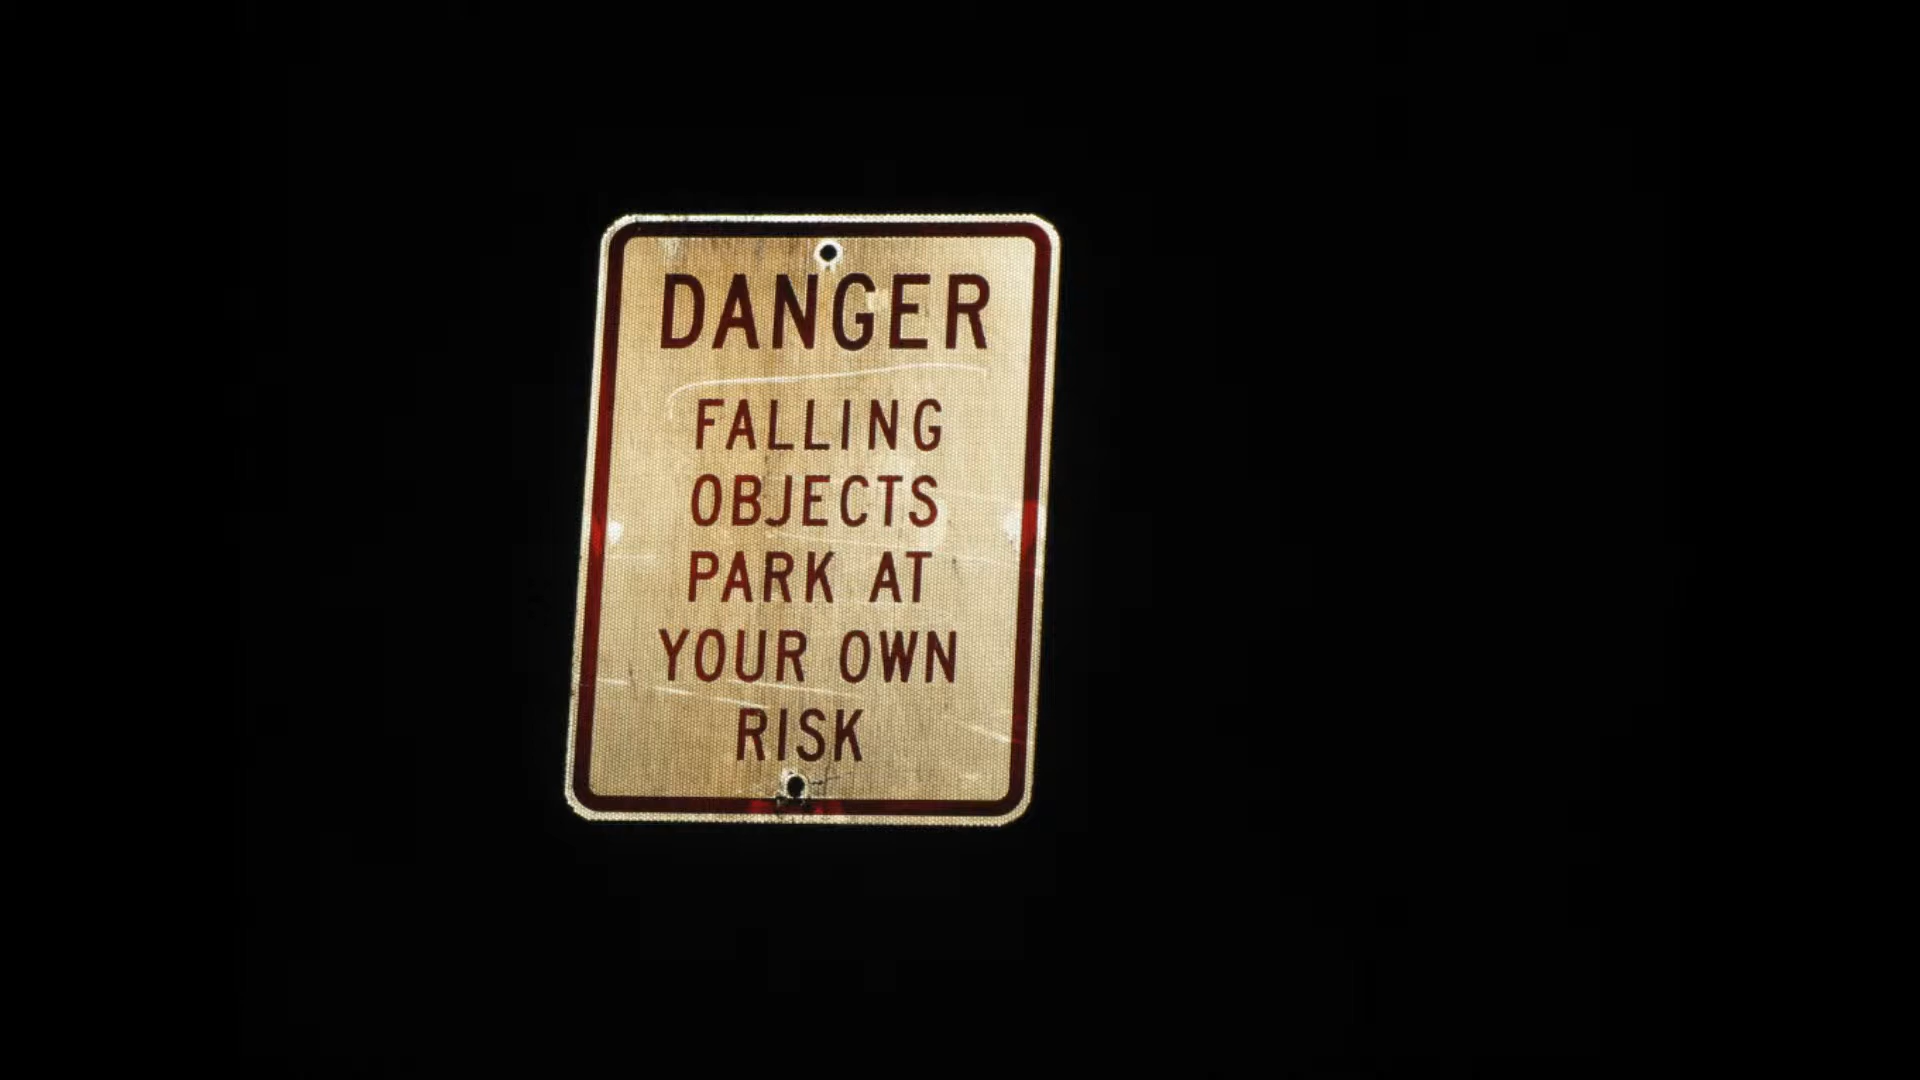 DANGER
FALLING
OBJECTS
PARK AT
YOUR OWN
RISK